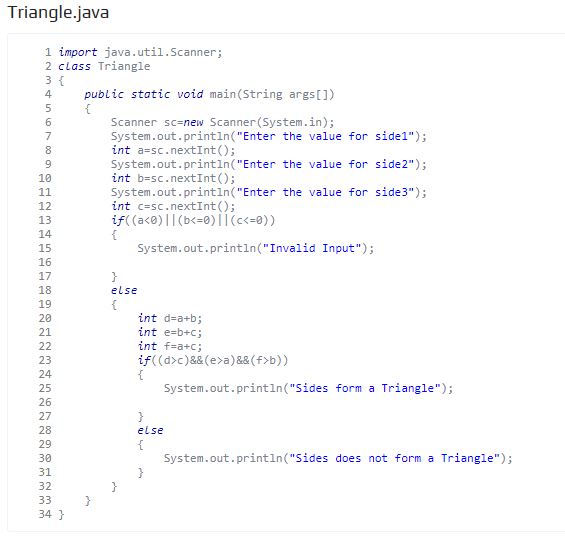 Triangle.java
1 import java.util.Scanner;
2 class Triangle
3 {
4     public static void main(String args[])
5     {
6         Scanner sc=new Scanner(System.in);
7         System.out.println("Enter the value for side1");
8         int a=sc.nextInt();
9         System.out.println("Enter the value for side2");
10         int b=sc.nextInt();
11         System.out.println("Enter the value for side3");
12         int c=sc.nextInt();
13         if((a<0)||(b<=0)||(c<=0))
14         {
15             System.out.println("Invalid Input");
16
17         }
18         else
19         {
20             int d=a+b;
21             int e=b+c;
22             int f=a+c;
23             if((d>c)&&(e>a)&&(f>b))
24             {
25                 System.out.println("Sides form a Triangle");
26
27             }
28             else
29             {
30                 System.out.println("Sides does not form a Triangle");
31             }
32         }
33     }
34 }